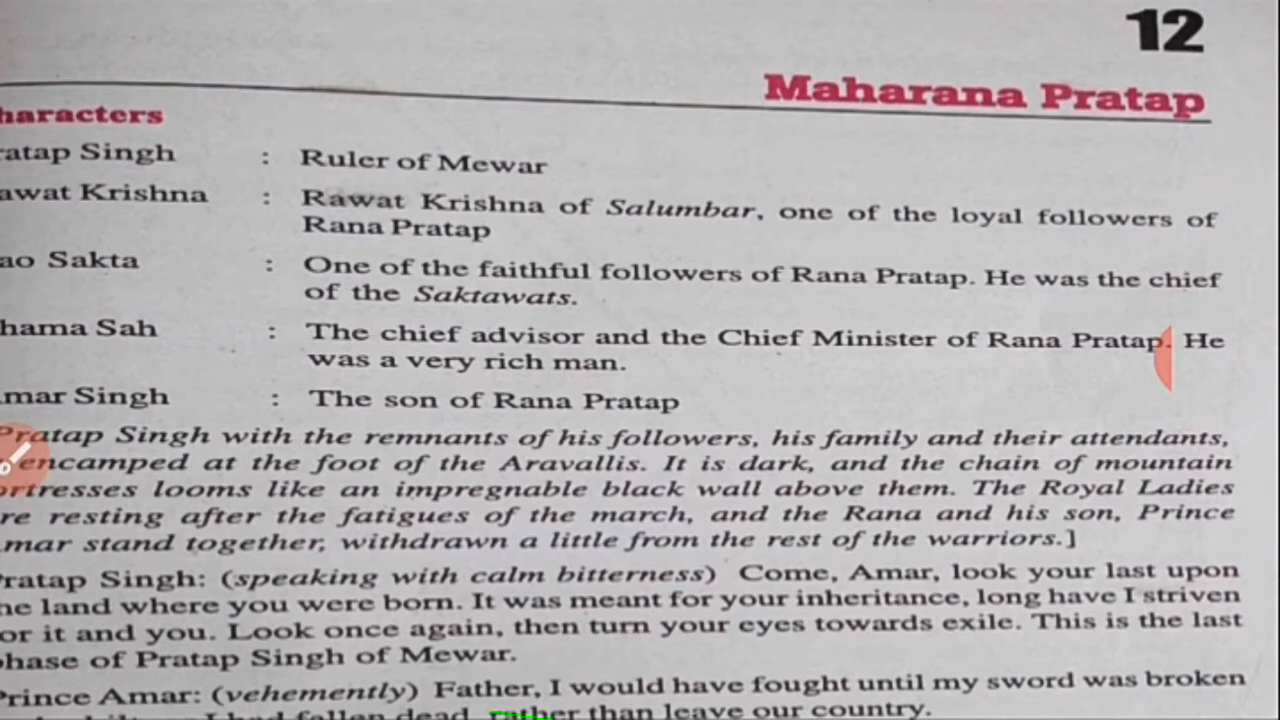 12
Maharana Pratap
haracters
ratap Singh : Ruler of Mewar
awat Krishna : Rawat Krishna of Salumbar, one of the loyal followers of
Rana Pratap
ao Sakta : One of the faithful followers of Rana Pratap. He was the chief
of the Saktawats.
hama Sah : The chief advisor and the Chief Minister of Rana Pratap. He
was a very rich man.
mar Singh : The son of Rana Pratap
Pratap Singh with the remnants of his followers, his family and their attendants,
encamped at the foot of the Aravallis. It is dark, and the chain of mountain
ortresses looms like an impregnable black wall above them. The Royal Ladies
re resting after the fatigues of the march, and the Rana and his son, Prince
mar stand together, withdrawn a little from the rest of the warriors.]
ratap Singh: (speaking with calm bitterness) Come, Amar, look your last upon
he land where you were born. It was meant for your inheritance, long have I striven
or it and you. Look once again, then turn your eyes towards exile. This is the last
phase of Pratap Singh of Mewar.
Prince Amar: (vehemently) Father, I would have fought until my sword was broken
I had fallen dead, rather than leave our country.